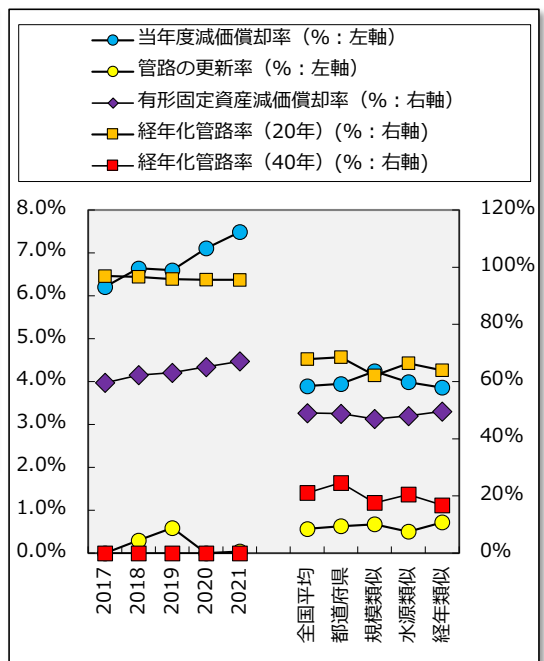 当年度減価償却率（%：左軸）
管路の更新率（%：左軸）
有形固定資産減価償却率（%：右軸）
経年化管路率（20年）(%：右軸)
経年化管路率（40年）(%：右軸)
8.0%
7.0%
6.0%
5.0%
4.0%
3.0%
2.0%
1.0%
0.0%
120%
100%
80%
60%
40%
20%
0%
2017
2018
2019
2020
2021
全国平均
都道府県
規模類似
水源類似
経年類似